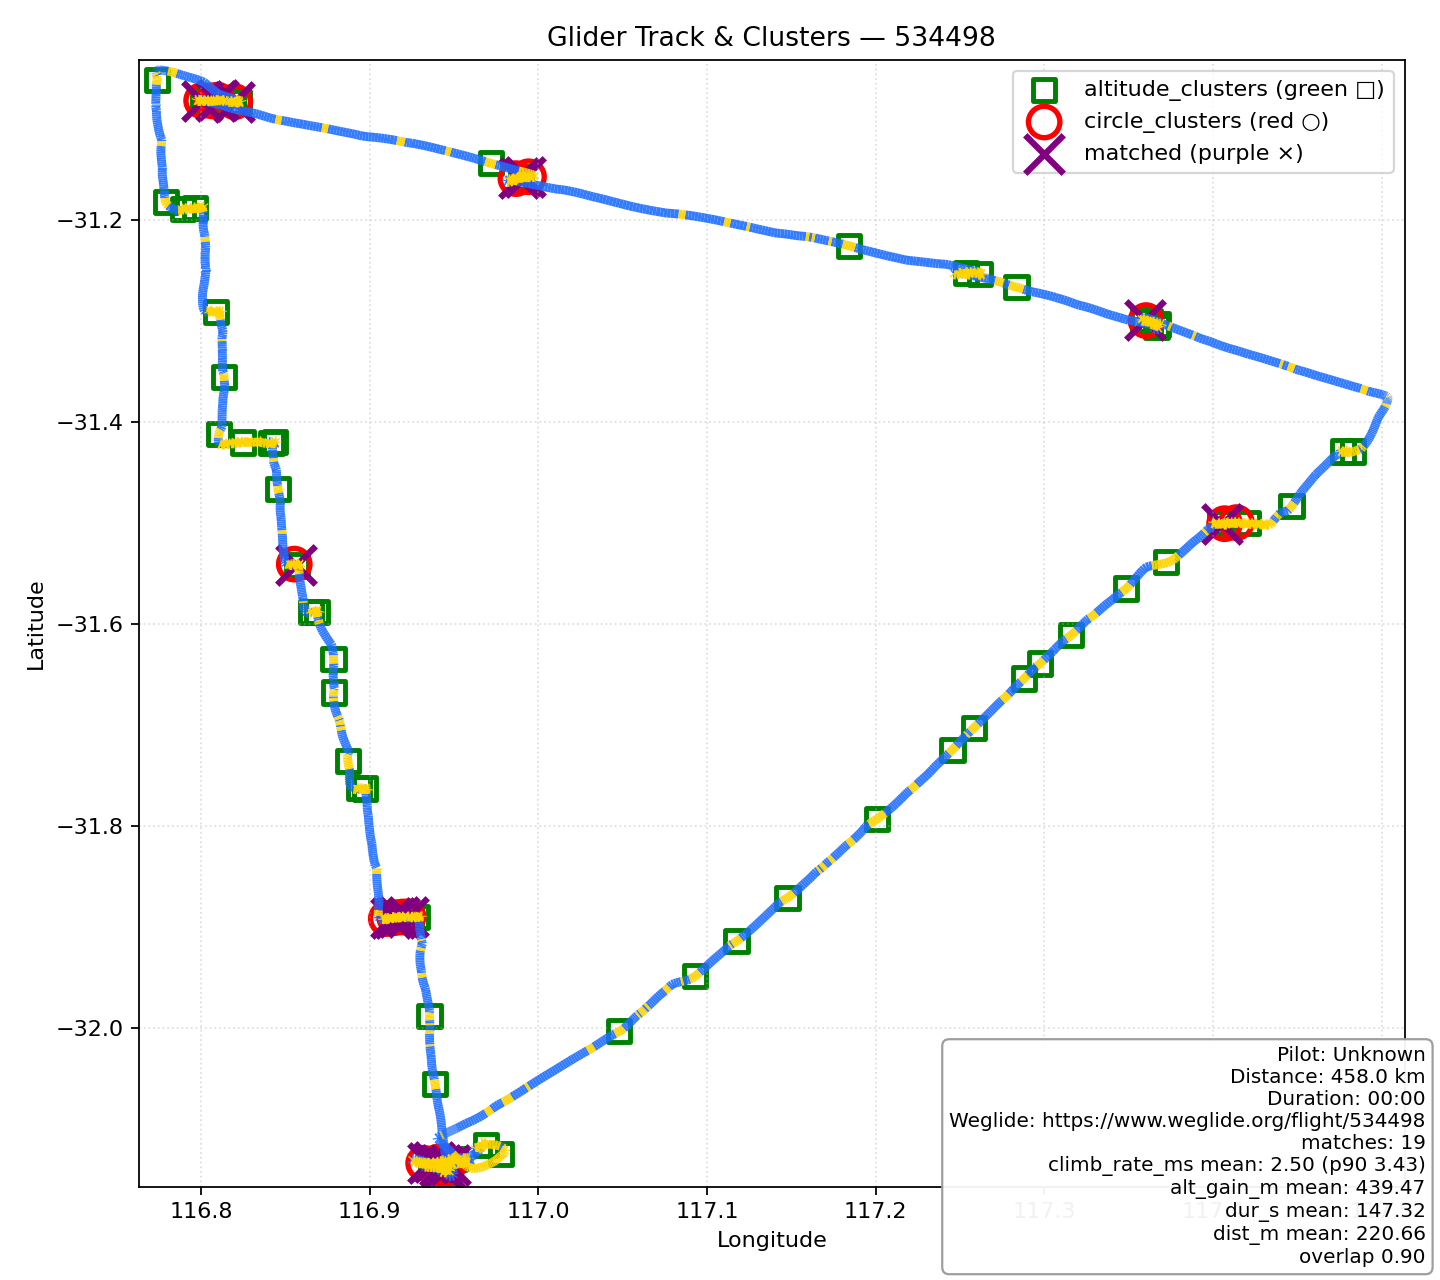 Glider Track & Clusters — 534498
altitude_clusters (green □)
circle_clusters (red ○)
matched (purple ×)
Latitude
−31.2
−31.4
−31.6
−31.8
−32.0
116.8
116.9
117.0
117.1
117.2
117.3
Longitude
Pilot: Unknown
Distance: 458.0 km
Duration: 00:00
Weglide: https://www.weglide.org/flight/534498
matches: 19
climb_rate_ms mean: 2.50 (p90 3.43)
alt_gain_m mean: 439.47
dur_s mean: 147.32
dist_m mean: 220.66
overlap 0.90